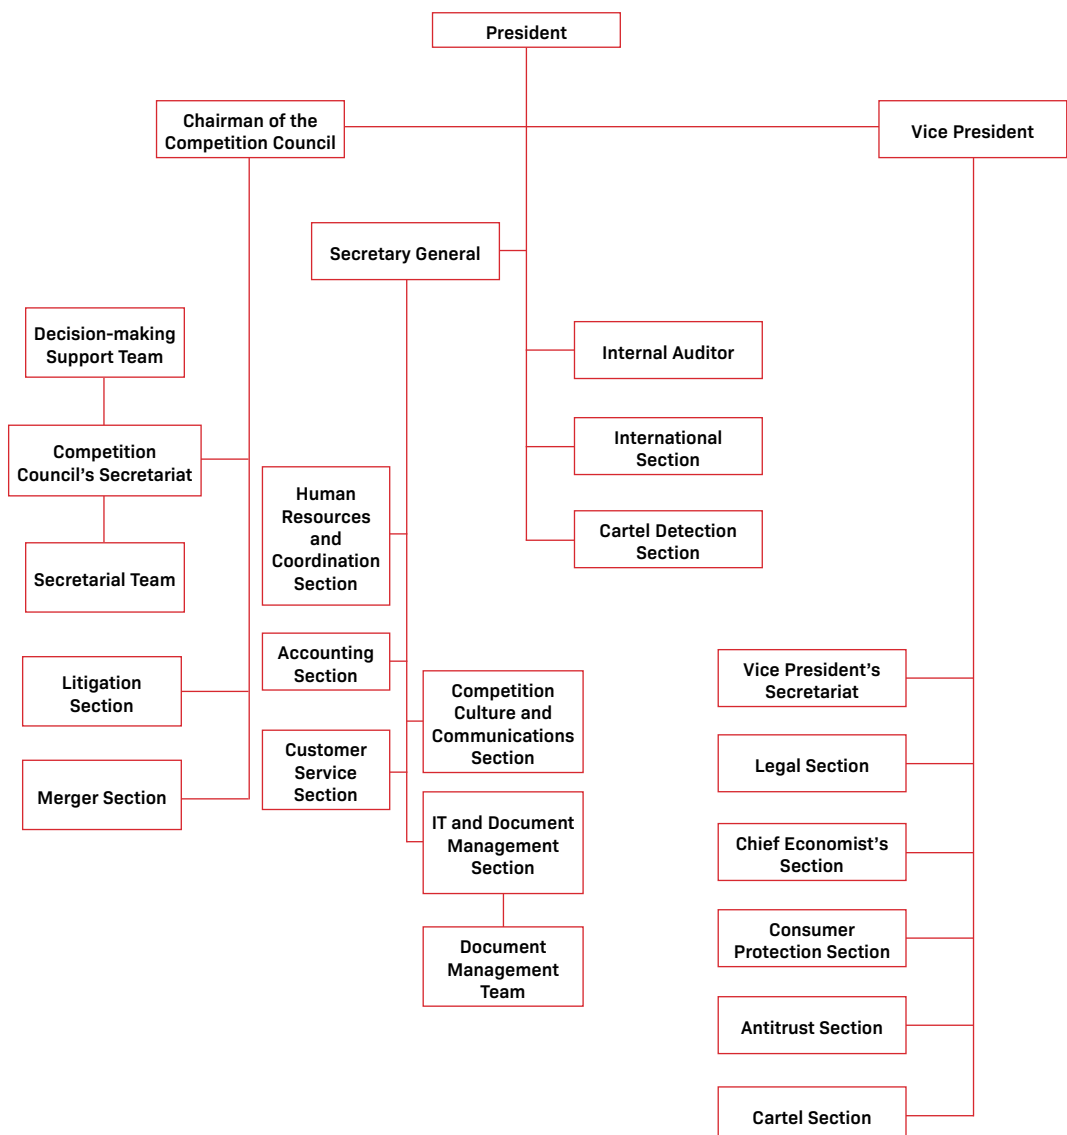 President
Chairman of the
Competition Council
Vice President
Secretary General
Decision-making
Support Team
Internal Auditor
Competition
Council's Secretariat
International
Section
Human
Resources
and
Coordination
Section
Cartel Detection
Section
Secretarial Team
Accounting
Section
Litigation
Section
Competition
Culture and
Communications
Section
Vice President's
Secretariat
Customer
Service
Section
Legal Section
Merger Section
IT and Document
Management
Section
Chief Economist's
Section
Document
Management
Team
Consumer
Protection Section
Antitrust Section
Cartel Section